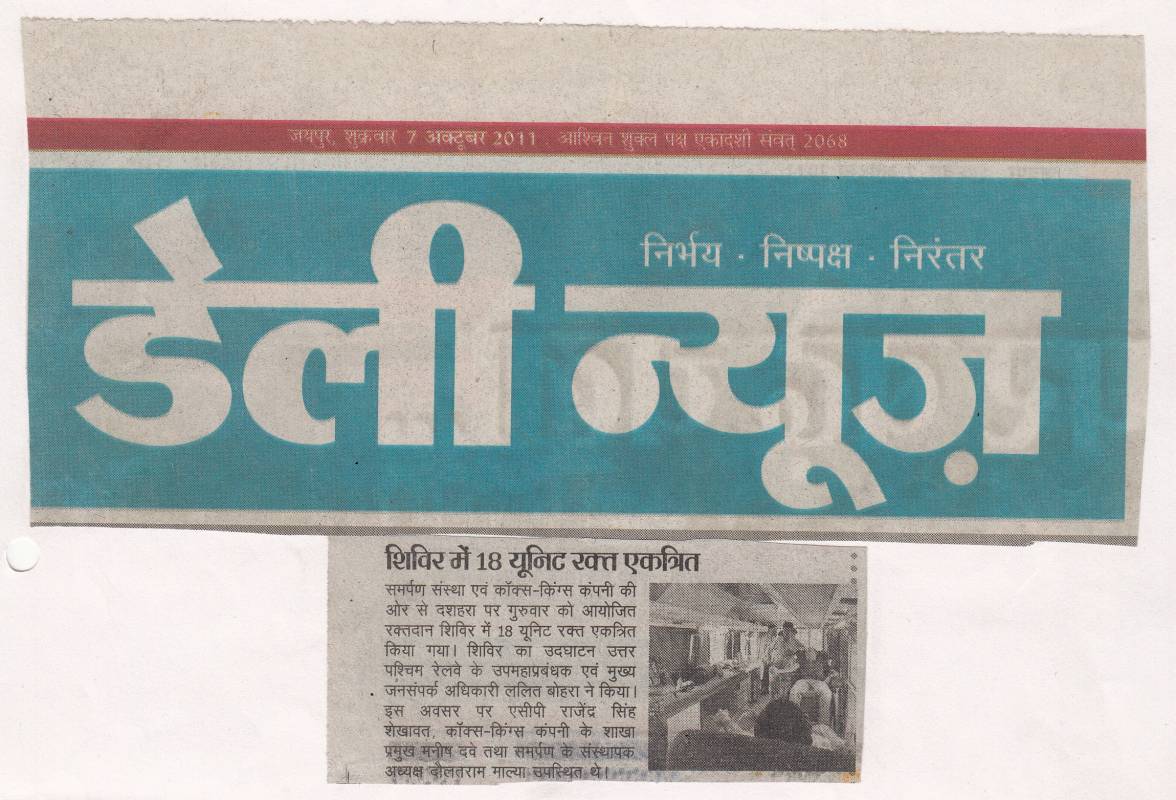 जयपुर, शुक्रवार 7 अक्टूबर 2011 . आश्विन शुक्ल पक्ष एकादशी संवत् 2068
निर्भय · निष्पक्ष · निरंतर
डेली न्यूज़
शिविर में 18 यूनिट रक्त एकत्रित
समर्पण संस्था एवं कॉक्स-किंग्स कंपनी की
ओर से दशहरा पर गुरुवार को आयोजित
रक्तदान शिविर में 18 यूनिट रक्त एकत्रित
किया गया। शिविर का उदघाटन उत्तर
पश्चिम रेलवे के उपमहाप्रबंधक एवं मुख्य
जनसंपर्क अधिकारी ललित बोहरा ने किया।
इस अवसर पर एसीपी राजेंद्र सिंह
शेखावत, कॉक्स-किंग्स कंपनी के शाखा
प्रमुख मनीष दवे तथा समर्पण के संस्थापक
अध्यक्ष दौलतराम माल्या उपस्थित थे।